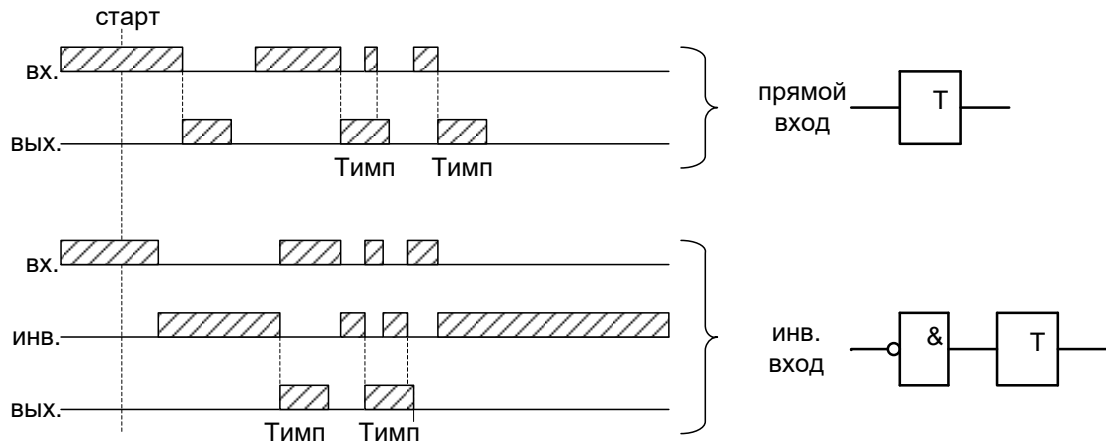 старт
вх.
вых.
Тимп Тимп
прямой
вход
T
вх.
инв.
вых.
Тимп Тимп
инв.
вход
& T